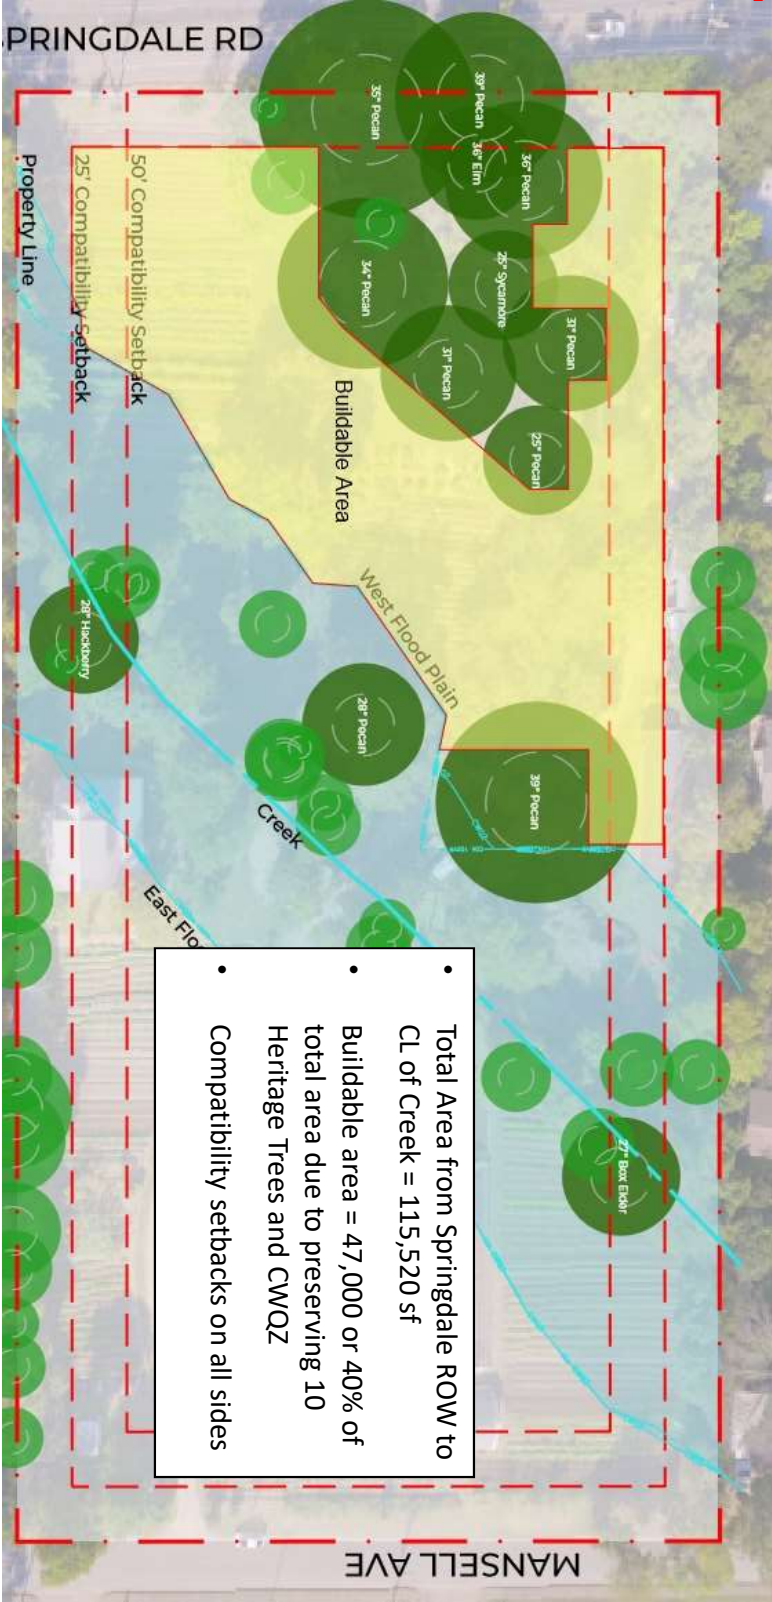 SPRINGDALE RD
35" Pecan
39" Pecan
36" Elm
36" Pecan
25" Sycamore
34" Pecan
31" Pecan
31" Pecan
25" Pecan
Property Line
25' Compatibility Setback
50' Compatibility Setback
Buildable Area
West Flood Plain
28" Hackberry
28" Pecan
39" Pecan
Creek
East Flo
27" Box Elder
• Total Area from Springdale ROW to
CL of Creek = 115,520 sf
• Buildable area = 47,000 or 40% of
total area due to preserving 10
Heritage Trees and CWQZ
• Compatibility setbacks on all sides
MANSELL AVE